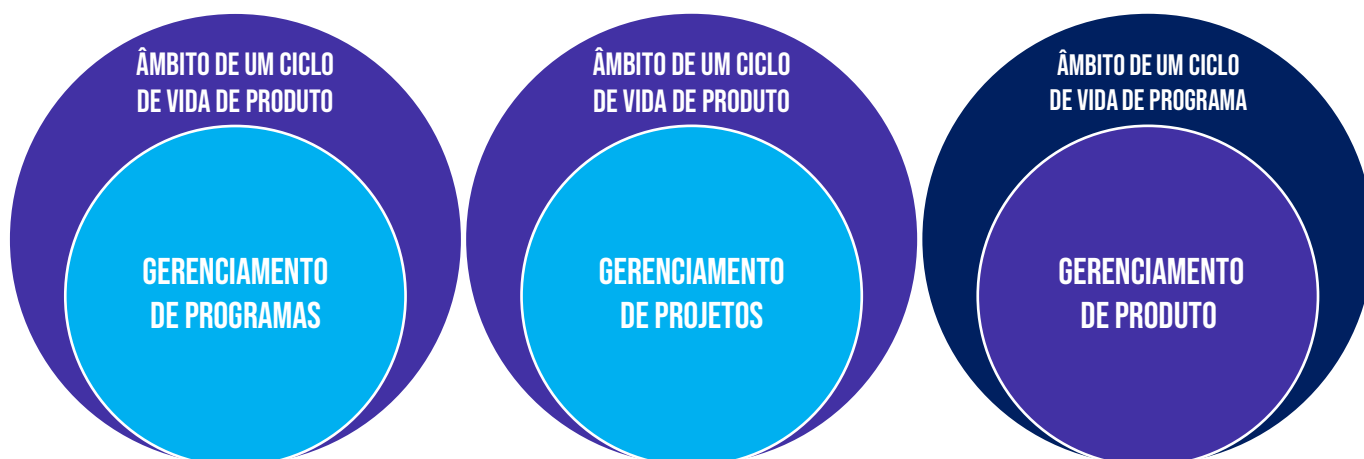 ÂMBITO DE UM CICLO
DE VIDA DE PRODUTO
GERENCIAMENTO
DE PROGRAMAS
ÂMBITO DE UM CICLO
DE VIDA DE PRODUTO
GERENCIAMENTO
DE PROJETOS
ÂMBITO DE UM CICLO
DE VIDA DE PROGRAMA
GERENCIAMENTO
DE PRODUTO